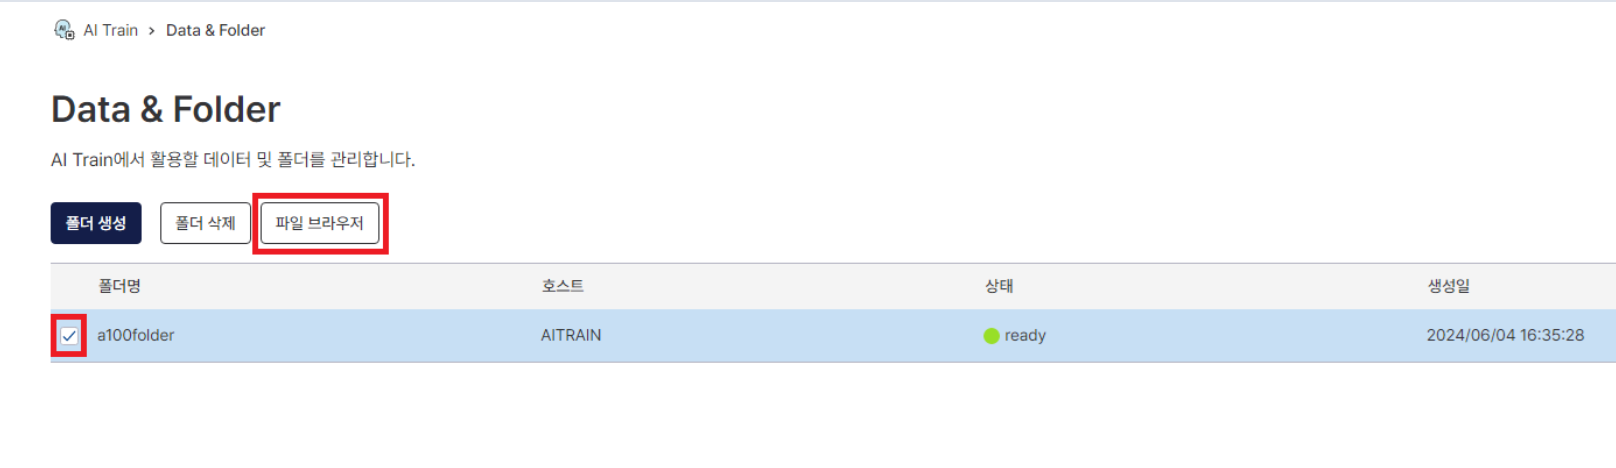 AI Train > Data & Folder
Data & Folder
AI Train에서 활용할 데이터 및 폴더를 관리합니다.
폴더 생성 폴더 삭제 파일 브라우저
폴더명 호스트 상태 생성일
a100folder AITRAIN ready 2024/06/04 16:35:28